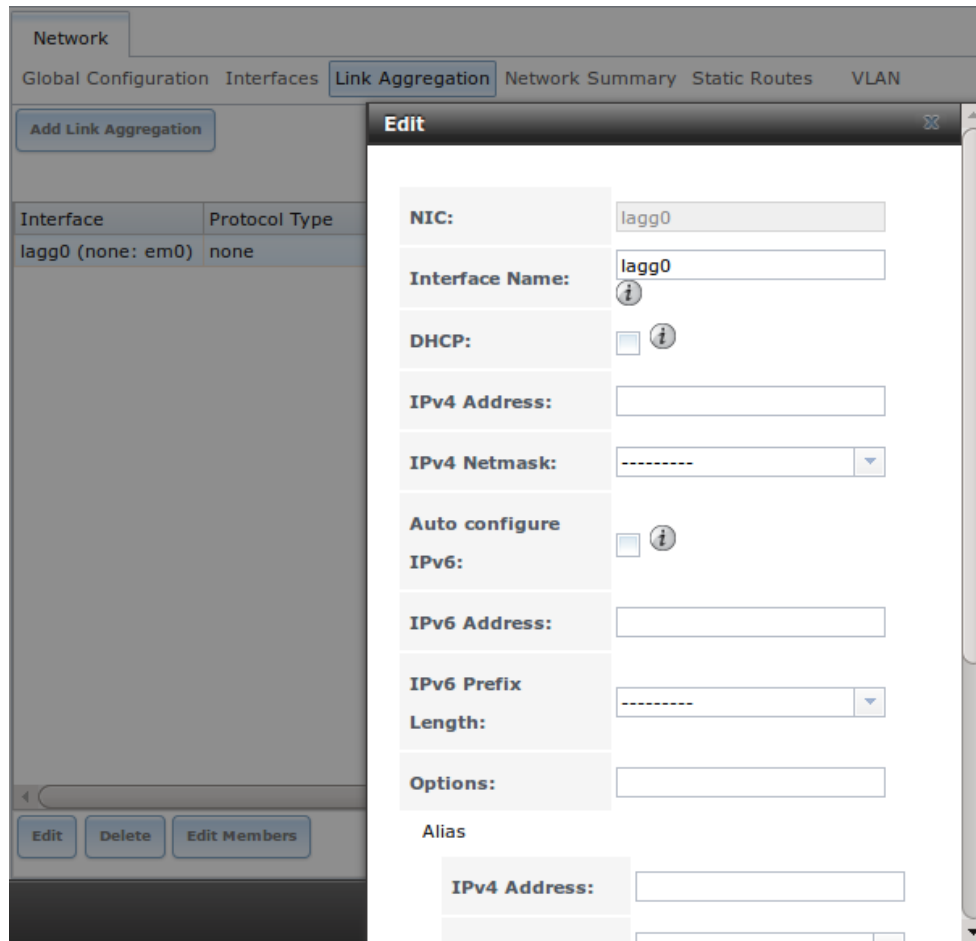 Network
Global Configuration Interfaces Link Aggregation Network Summary Static Routes VLAN
Add Link Aggregation
Edit
Interface Protocol Type
lagg0 (none: em0) none
NIC: lagg0
Interface Name: lagg0
i
DHCP: i
IPv4 Address:
IPv4 Netmask: ---------
Auto configure
IPv6: i
IPv6 Address:
IPv6 Prefix
Length: ---------
Options:
Alias
IPv4 Address:
Edit Delete Edit Members